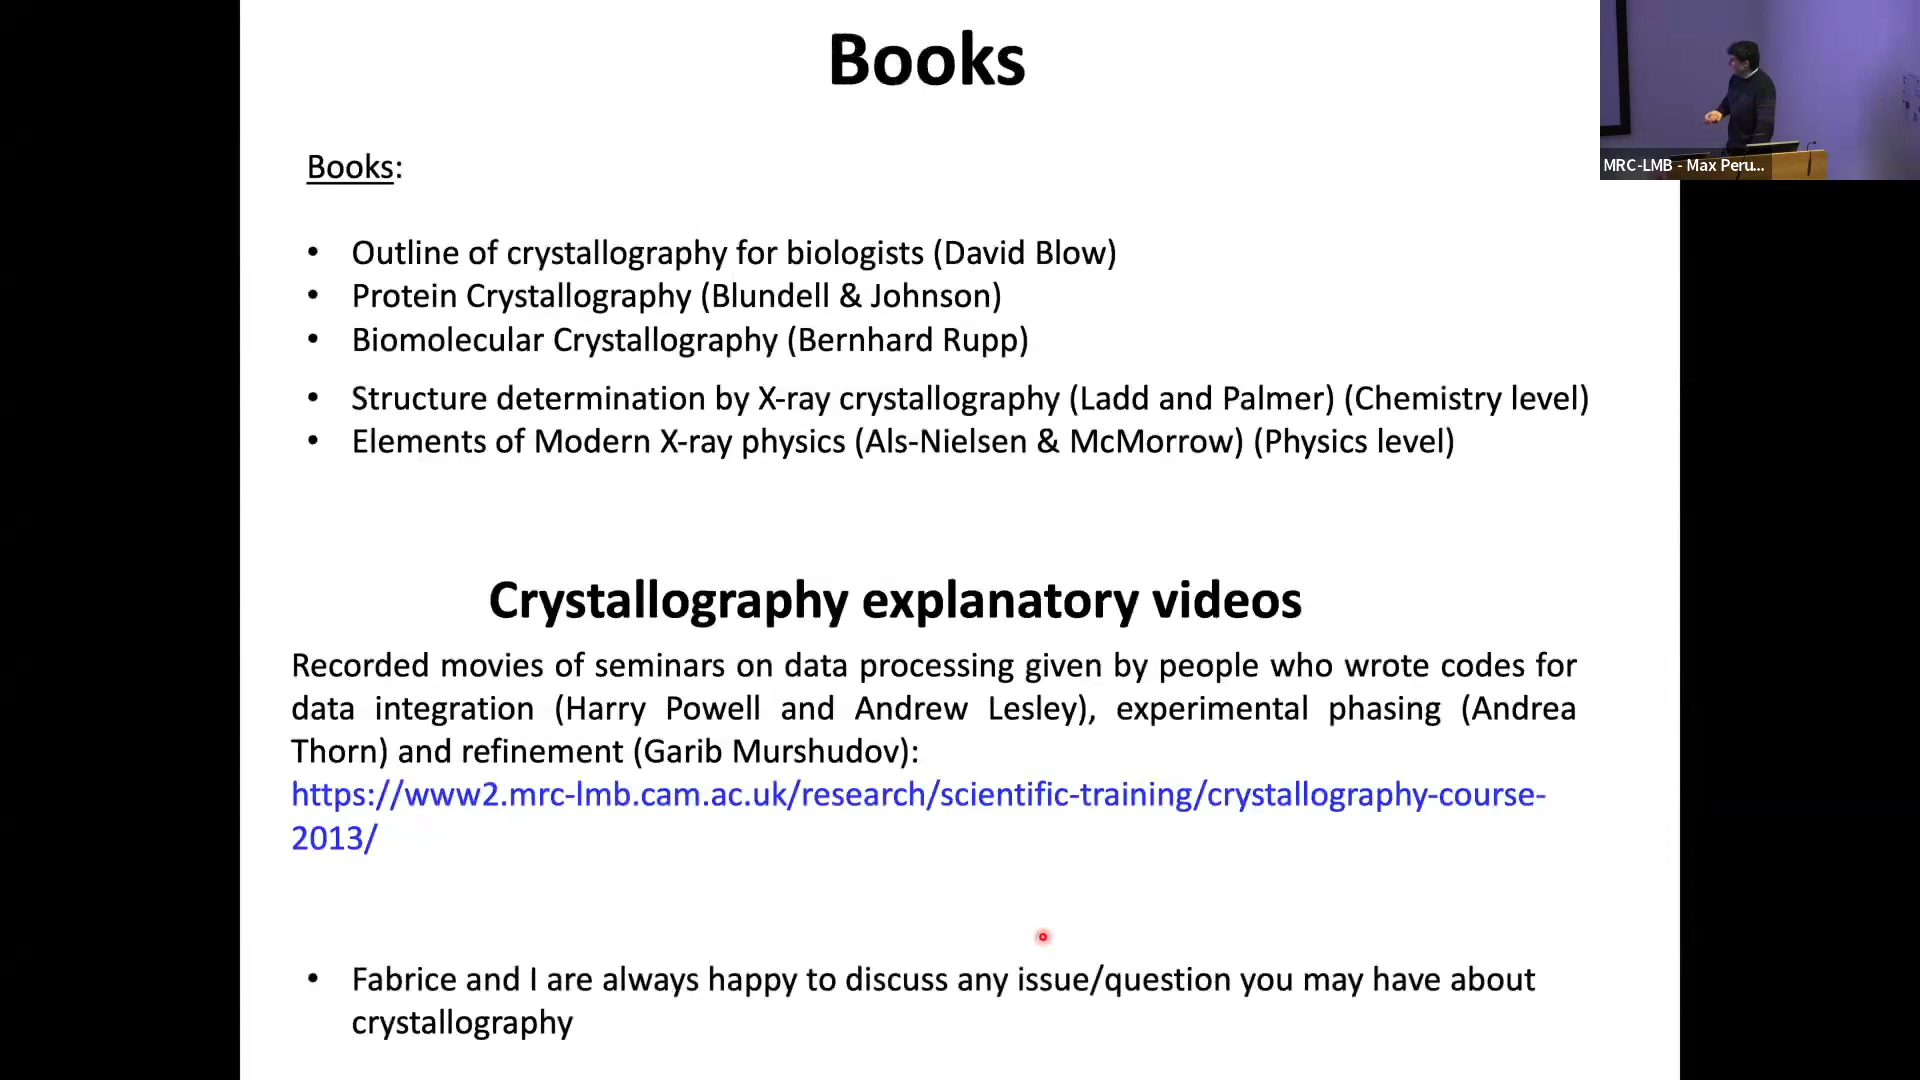 Books
MRC-LMB - Max Peru...
Books:
• Outline of crystallography for biologists (David Blow)
• Protein Crystallography (Blundell & Johnson)
• Biomolecular Crystallography (Bernhard Rupp)
• Structure determination by X-ray crystallography (Ladd and Palmer) (Chemistry level)
• Elements of Modern X-ray physics (Als-Nielsen & McMorrow) (Physics level)
Crystallography explanatory videos
Recorded movies of seminars on data processing given by people who wrote codes for
data integration (Harry Powell and Andrew Lesley), experimental phasing (Andrea
Thorn) and refinement (Garib Murshudov):
https://www2.mrc-lmb.cam.ac.uk/research/scientific-training/crystallography-course-
2013/
• Fabrice and I are always happy to discuss any issue/question you may have about
crystallography